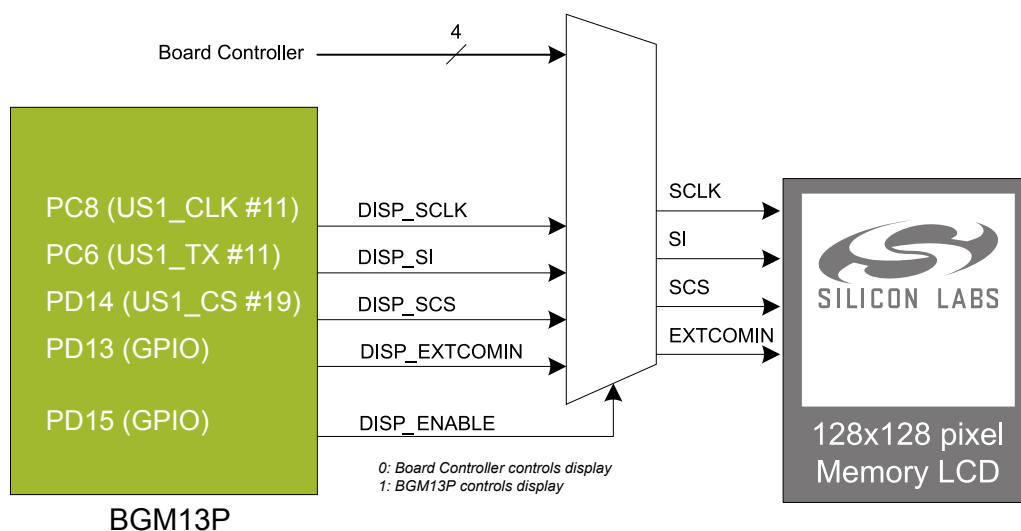 4
Board Controller
PC8 (US1_CLK #11)
DISP_SCLK
SCLK
PC6 (US1_TX #11)
DISP_SI
SI
PD14 (US1_CS #19)
DISP_SCS
SCS
PD13 (GPIO)
DISP_EXTCOMIN
EXTCOMIN
PD15 (GPIO)
DISP_ENABLE
0: Board Controller controls display
1: BGM13P controls display
SILICON LABS
128x128 pixel
Memory LCD
BGM13P